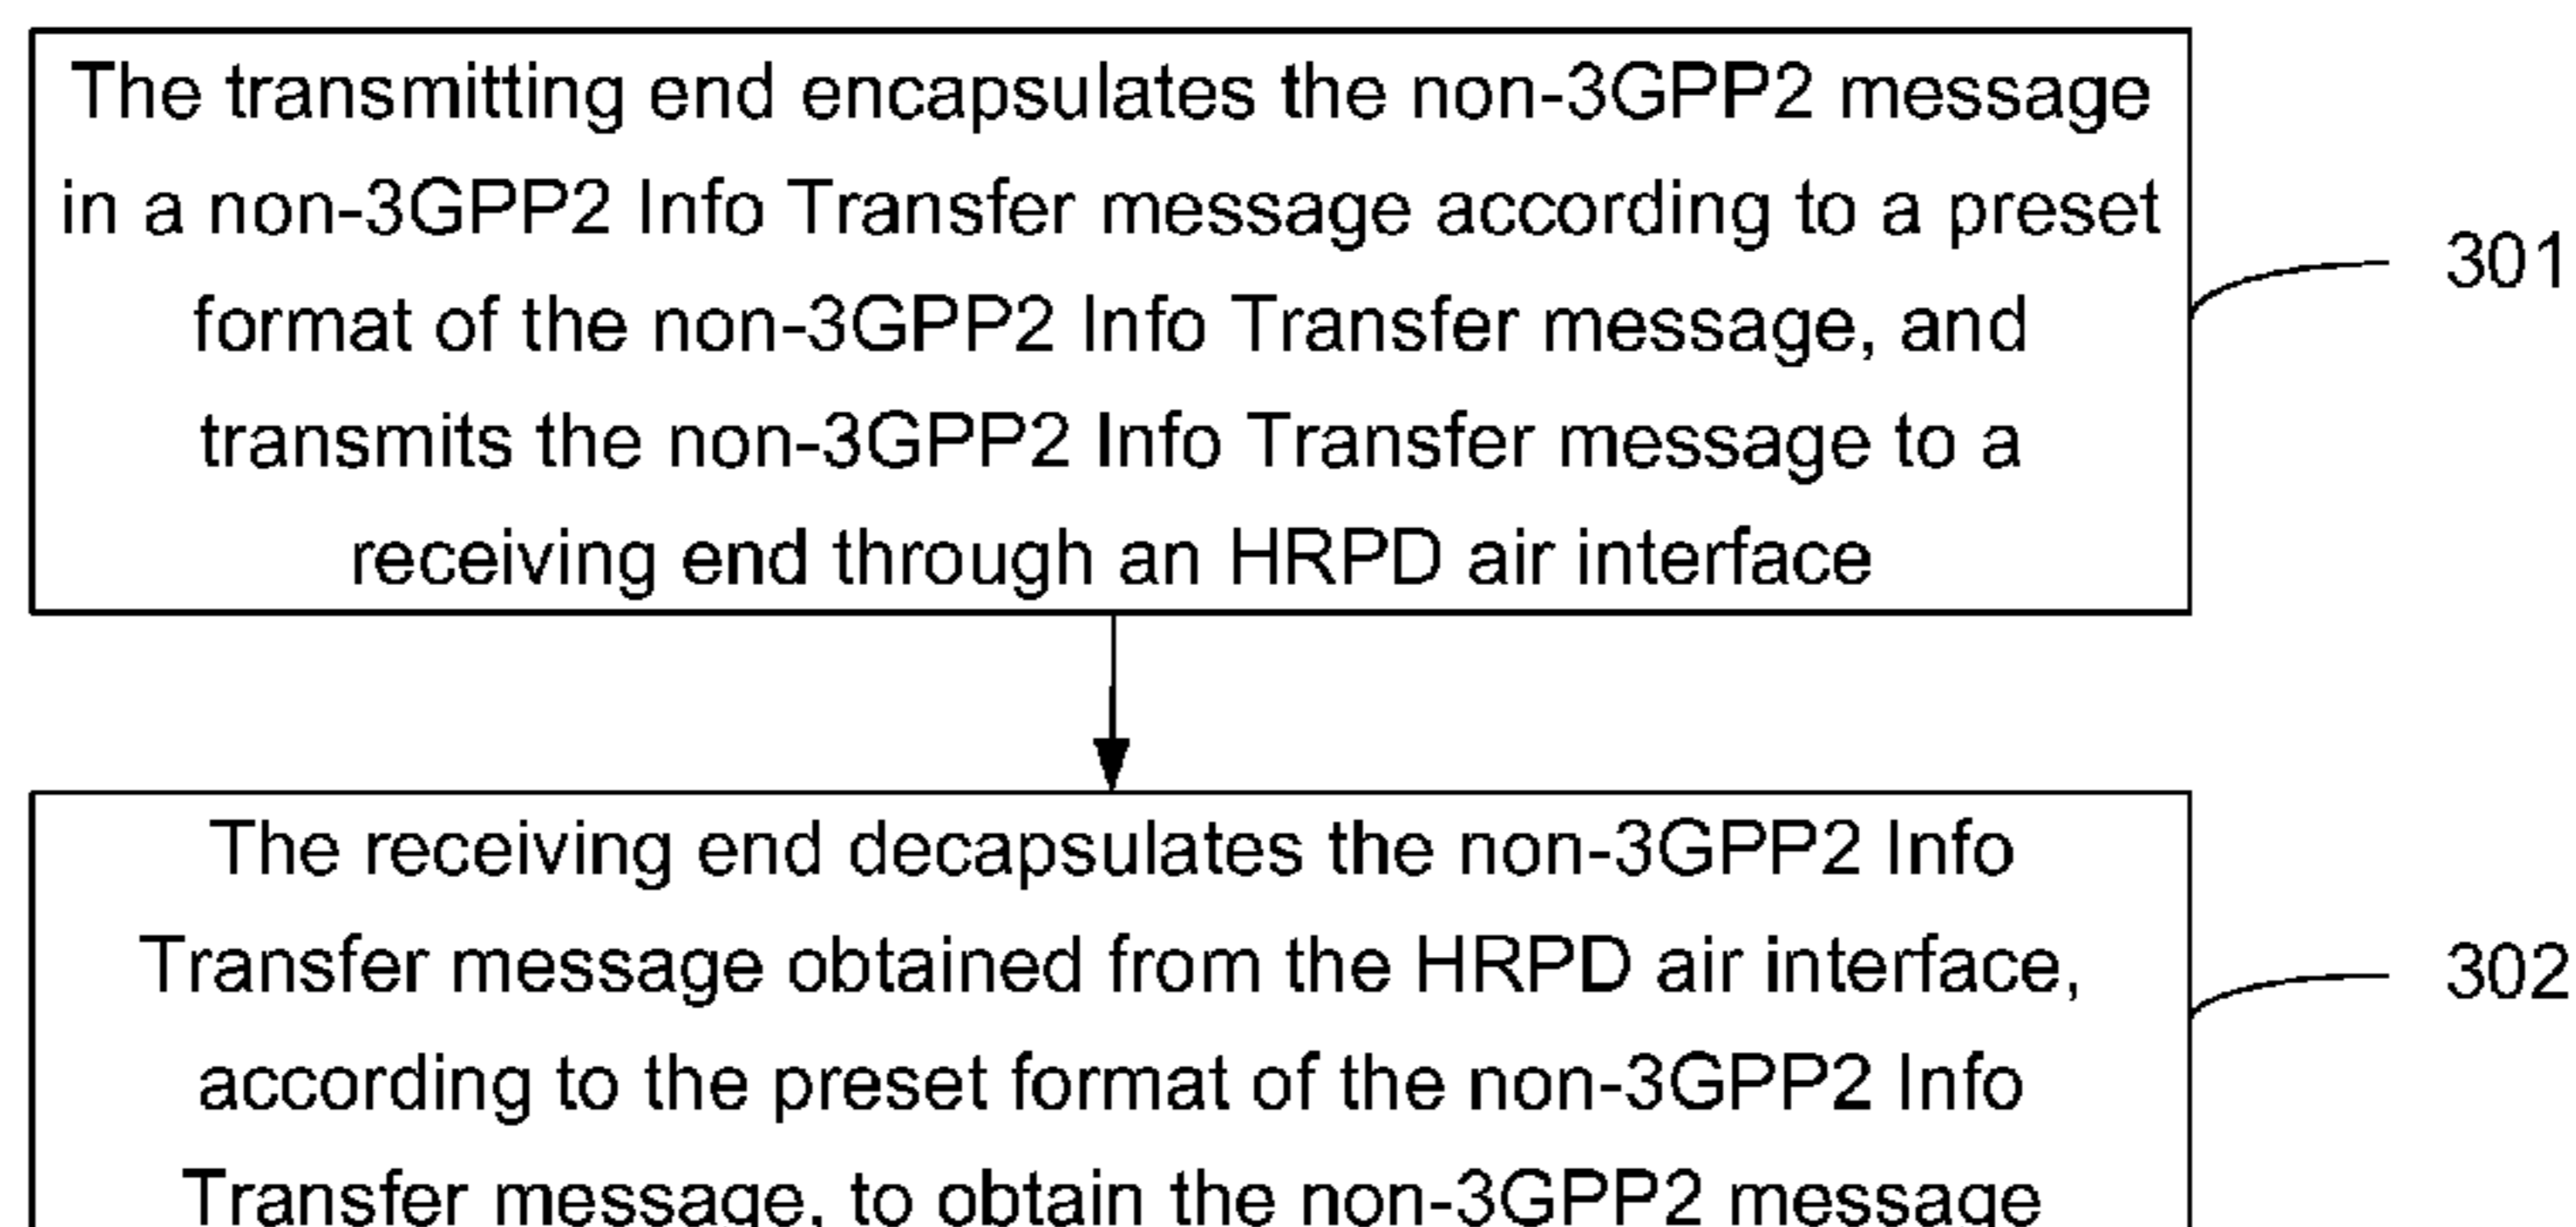 The transmitting end encapsulates the non-3GPP2 message
in a non-3GPP2 Info Transfer message according to a preset
format of the non-3GPP2 Info Transfer message, and
transmits the non-3GPP2 Info Transfer message to a
receiving end through an HRPD air interface
301
The receiving end decapsulates the non-3GPP2 Info
Transfer message obtained from the HRPD air interface,
according to the preset format of the non-3GPP2 Info
Transfer message, to obtain the non-3GPP2 message
302